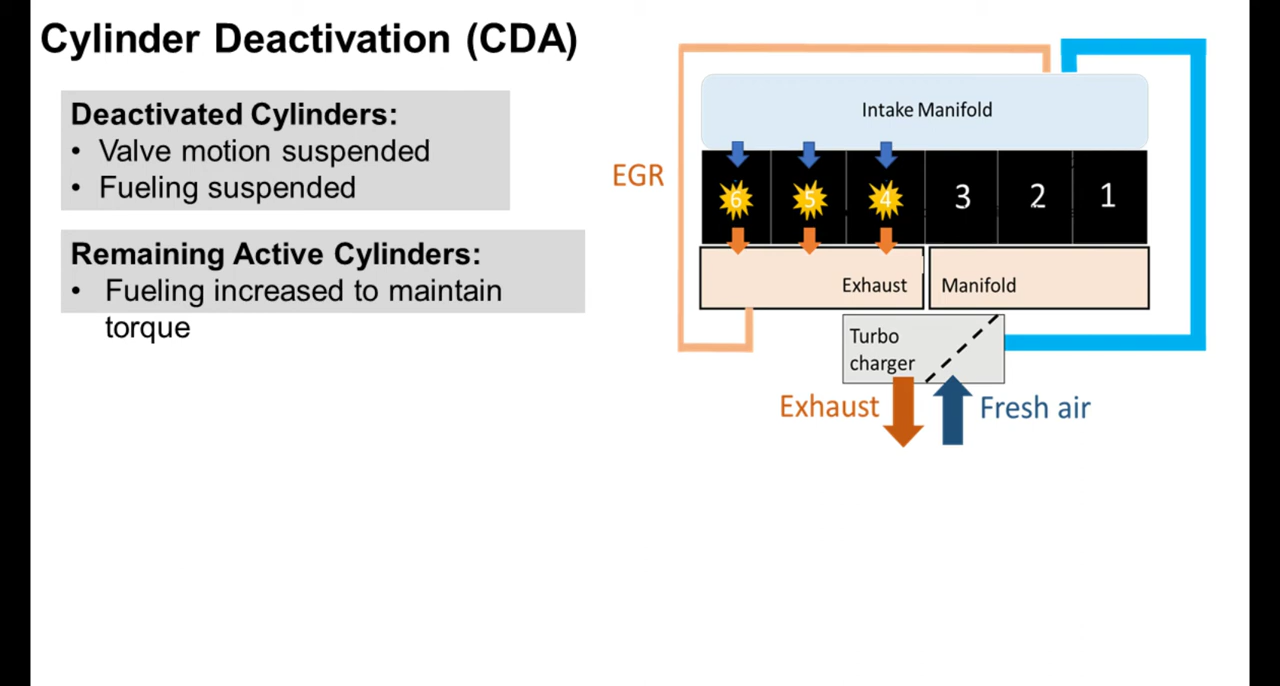 Cylinder Deactivation (CDA)
Deactivated Cylinders:
• Valve motion suspended
• Fueling suspended
Remaining Active Cylinders:
• Fueling increased to maintain
torque
Intake Manifold
EGR
6 5 4 3 2 1
Exhaust Manifold
Turbo
charger
Exhaust
Fresh air